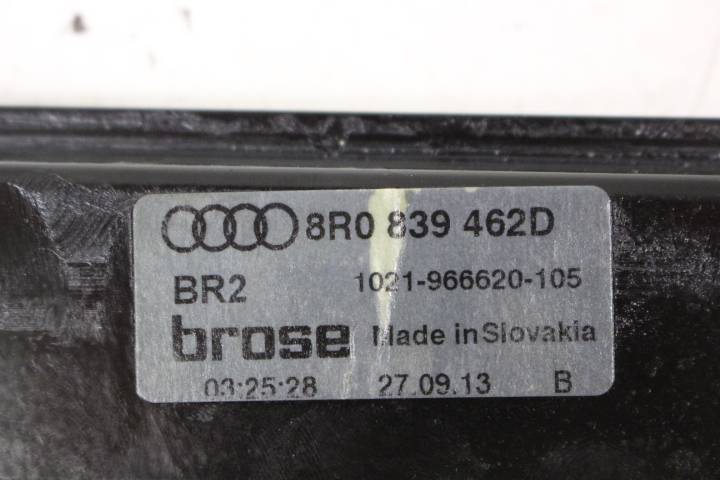 8R0 839 462D
BR2 1021-966620-105
brose Made in Slovakia
03:25:28 27.09.13 B